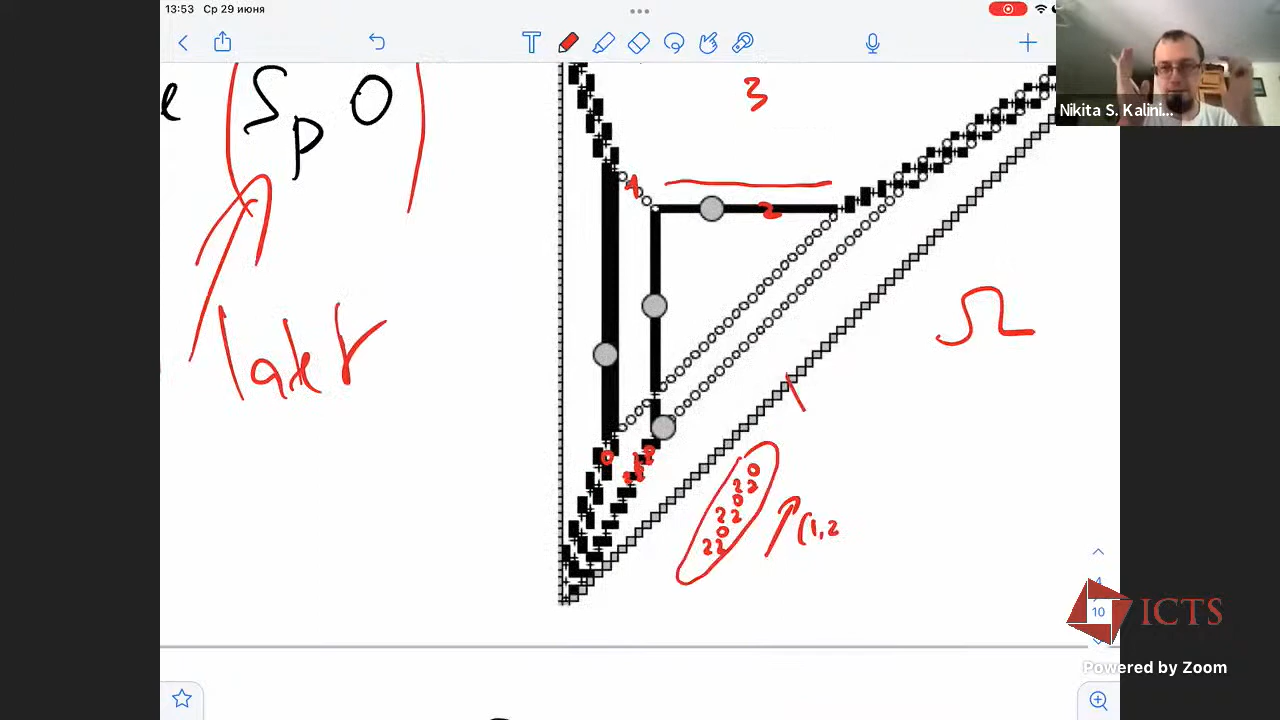 13:53 Ср 29 июня
Nikita S. Kalini...
S_p 0
later
3
1
2
Ω
1
0
2 2
0
2 2
0
2 2
(1,2
10
ICTS
Powered by Zoom